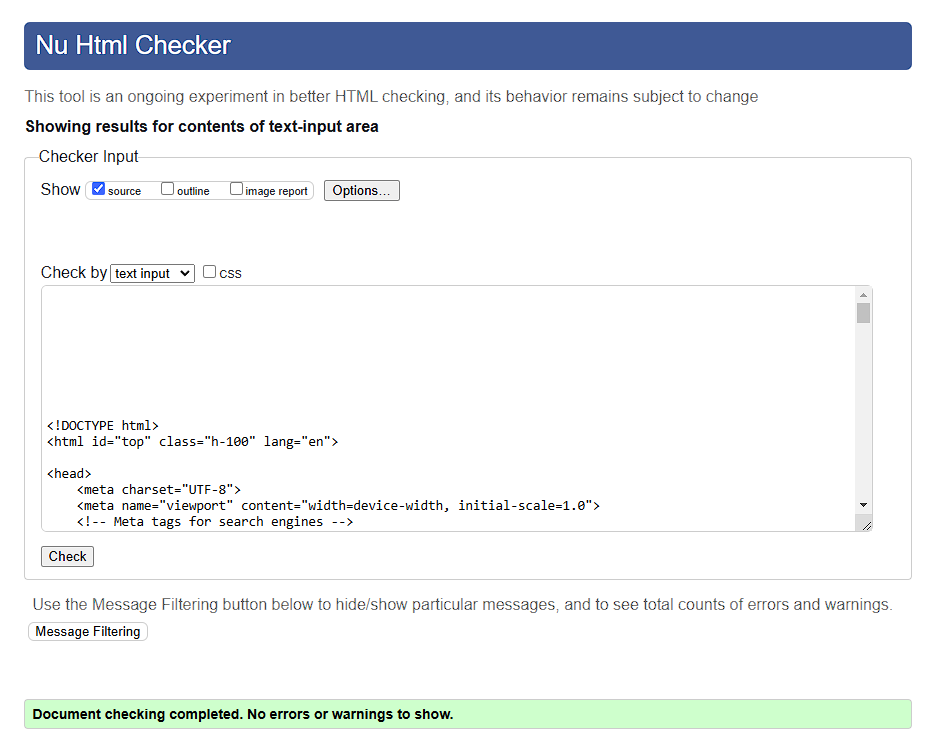 Nu Html Checker
This tool is an ongoing experiment in better HTML checking, and its behavior remains subject to change
Showing results for contents of text-input area
Checker Input
Show source outline image report Options...
Check by text input css
<!DOCTYPE html>
<html id="top" class="h-100" lang="en">
<head>
    <meta charset="UTF-8">
    <meta name="viewport" content="width=device-width, initial-scale=1.0">
    <!-- Meta tags for search engines -->
Check
Use the Message Filtering button below to hide/show particular messages, and to see total counts of errors and warnings.
Message Filtering
Document checking completed. No errors or warnings to show.